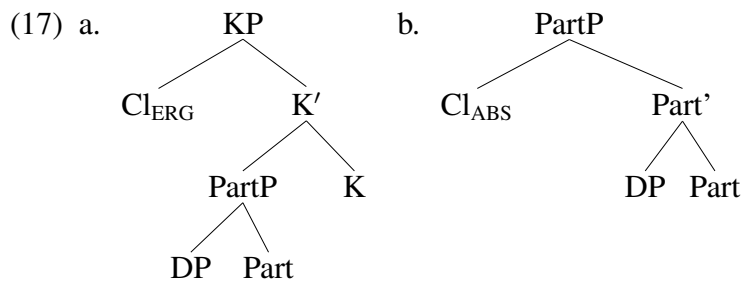 (17) a. KP b. PartP
Cl_ERG K′ Cl_ABS Part’
PartP K DP Part
DP Part